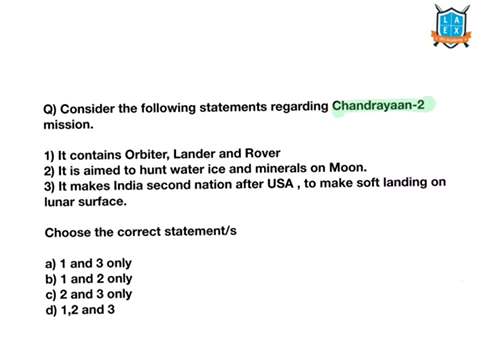 L A
E X
Q) Consider the following statements regarding Chandrayaan-2
mission.
1) It contains Orbiter, Lander and Rover
2) It is aimed to hunt water ice and minerals on Moon.
3) It makes India second nation after USA , to make soft landing on
lunar surface.
Choose the correct statement/s
a) 1 and 3 only
b) 1 and 2 only
c) 2 and 3 only
d) 1,2 and 3